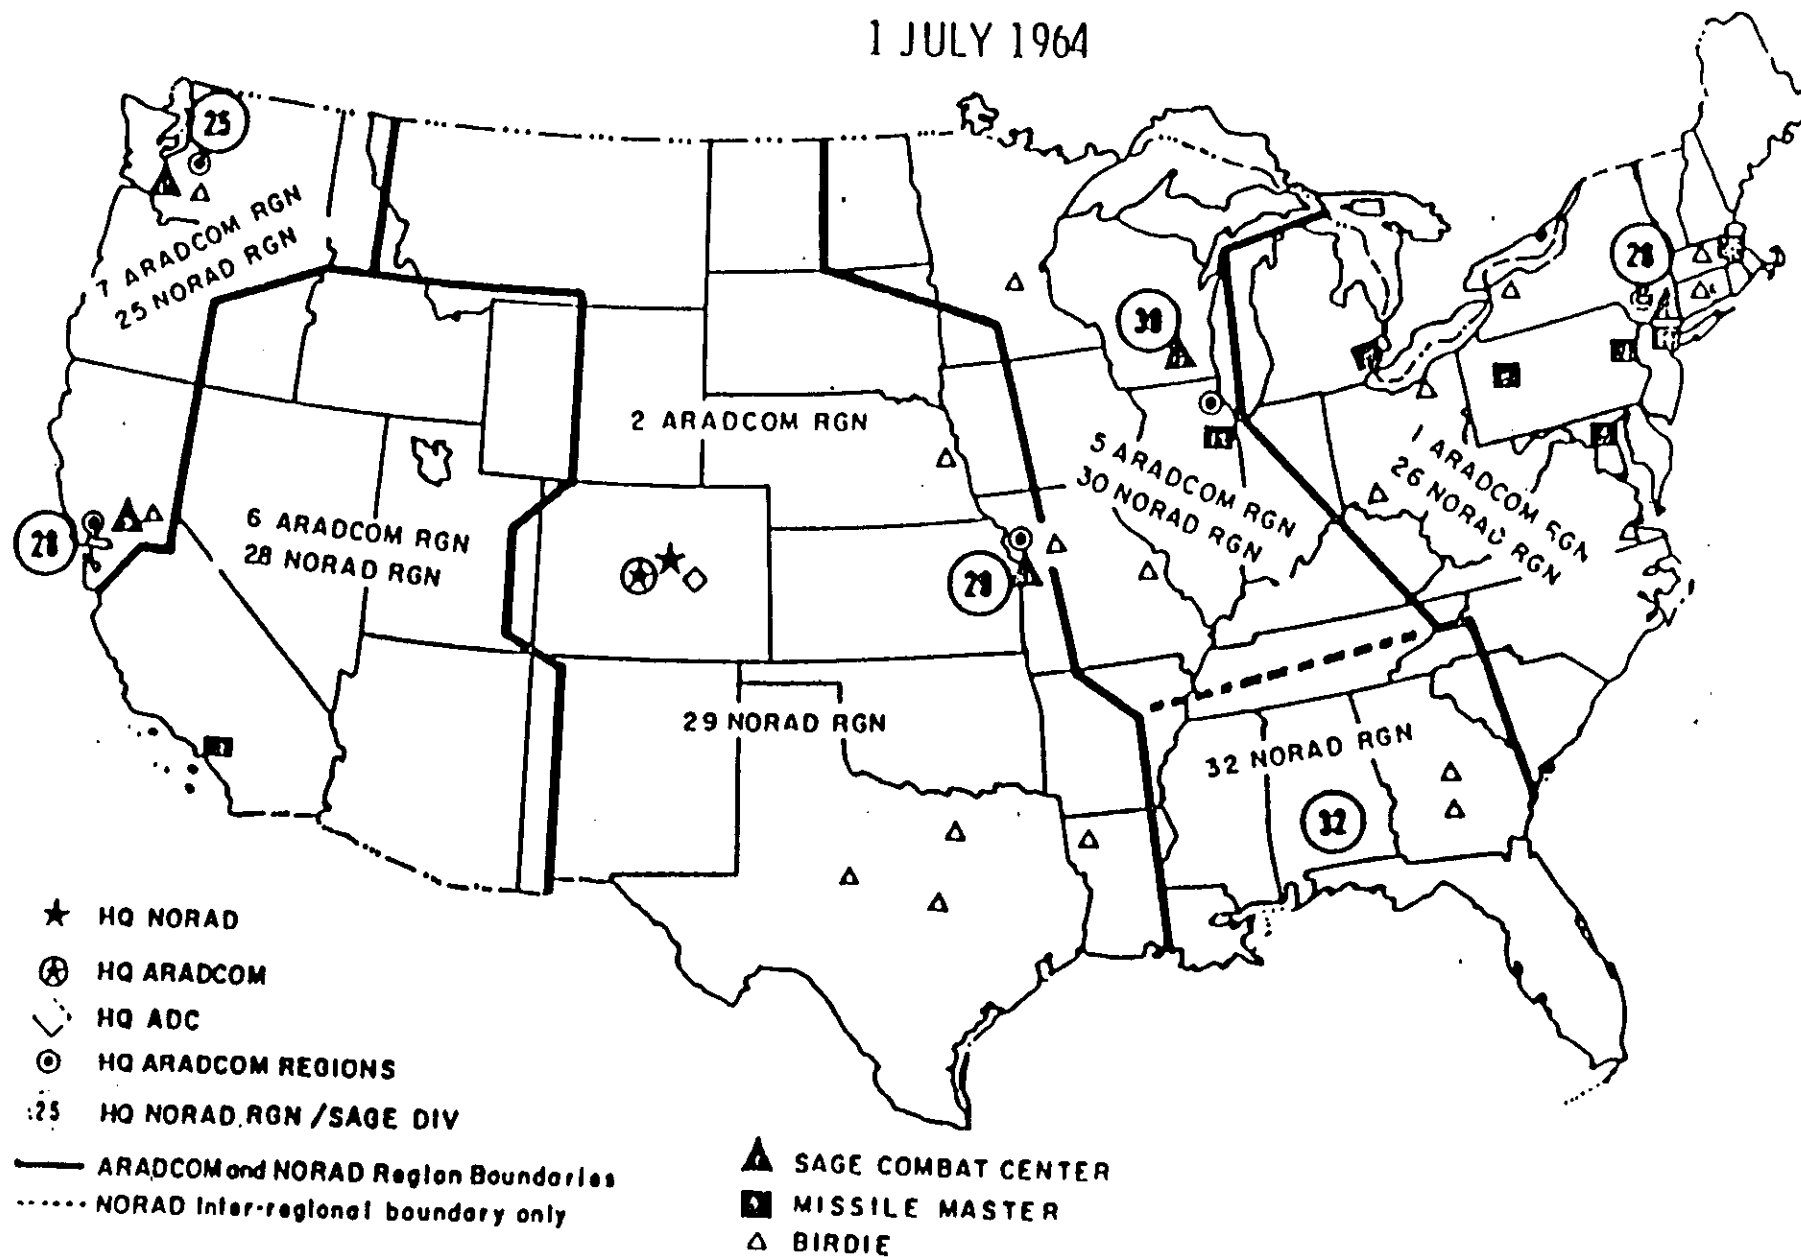 1 JULY 1964
25
7 ARADCOM RGN
25 NORAD RGN
28
30
2 ARADCOM RGN
5 ARADCOM RGN
30 NORAD RGN
1 ARADCOM RGN
26 NORAD RGN
28
6 ARADCOM RGN
28 NORAD RGN
29 NORAD RGN
32 NORAD RGN
32
HQ NORAD
HQ ARADCOM
HQ ADC
HQ ARADCOM REGIONS
25 HQ NORAD RGN / SAGE DIV
ARADCOM and NORAD Region Boundaries
NORAD Inter-regional boundary only
SAGE COMBAT CENTER
MISSILE MASTER
BIRDIE